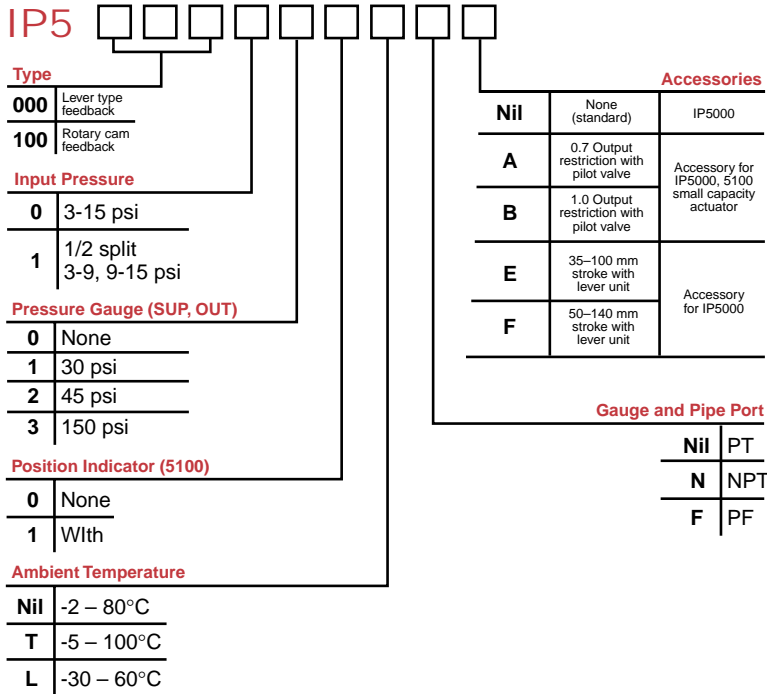 IP5
Type
000 Lever type
feedback
100 Rotary cam
feedback
Input Pressure
0 3-15 psi
1 1/2 split
3-9, 9-15 psi
Pressure Gauge (SUP, OUT)
0 None
1 30 psi
2 45 psi
3 150 psi
Position Indicator (5100)
0 None
1 WIth
Ambient Temperature
Nil -2 – 80°C
T -5 – 100°C
L -30 – 60°C
Accessories
Nil None
(standard) IP5000
A 0.7 Output
restriction with
pilot valve
B 1.0 Output
restriction with
pilot valve
Accessory for
IP5000, 5100
small capacity
actuator
E 35–100 mm
stroke with
lever unit
F 50–140 mm
stroke with
lever unit
Accessory
for IP5000
Gauge and Pipe Port
Nil PT
N NPT
F PF